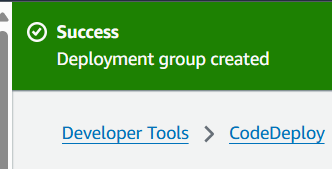 Success
Deployment group created
Developer Tools > CodeDeploy